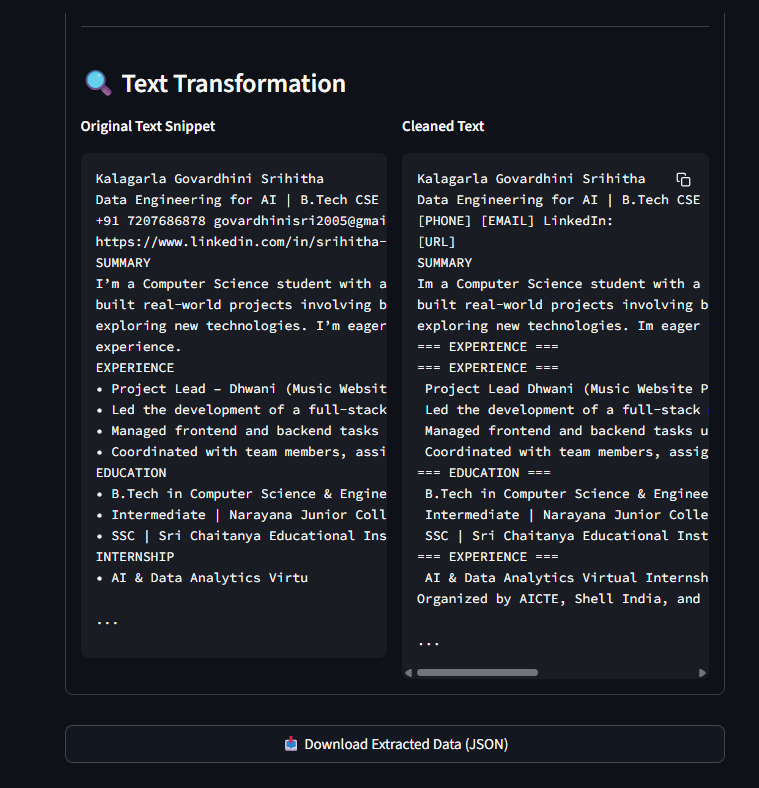 Text Transformation
Original Text Snippet
Kalagarla Govardhini Srihitha
Data Engineering for AI | B.Tech CSE
+91 7207686878 govardhinisri2005@gmai
https://www.linkedin.com/in/srihitha-
SUMMARY
I’m a Computer Science student with a
built real-world projects involving b
exploring new technologies. I’m eager
experience.
EXPERIENCE
• Project Lead – Dhwani (Music Websit
• Led the development of a full-stack
• Managed frontend and backend tasks
• Coordinated with team members, assi
EDUCATION
• B.Tech in Computer Science & Engine
• Intermediate | Narayana Junior Coll
• SSC | Sri Chaitanya Educational Ins
INTERNSHIP
• AI & Data Analytics Virtu
...
Cleaned Text
Kalagarla Govardhini Srihitha
Data Engineering for AI | B.Tech CSE
[PHONE] [EMAIL] LinkedIn:
[URL]
SUMMARY
Im a Computer Science student with a
built real-world projects involving b
exploring new technologies. Im eager
=== EXPERIENCE ===
=== EXPERIENCE ===
Project Lead Dhwani (Music Website P
Led the development of a full-stack
Managed frontend and backend tasks u
Coordinated with team members, assig
=== EDUCATION ===
B.Tech in Computer Science & Enginee
Intermediate | Narayana Junior Colle
SSC | Sri Chaitanya Educational Inst
=== EXPERIENCE ===
AI & Data Analytics Virtual Internsh
Organized by AICTE, Shell India, and
...
Download Extracted Data (JSON)